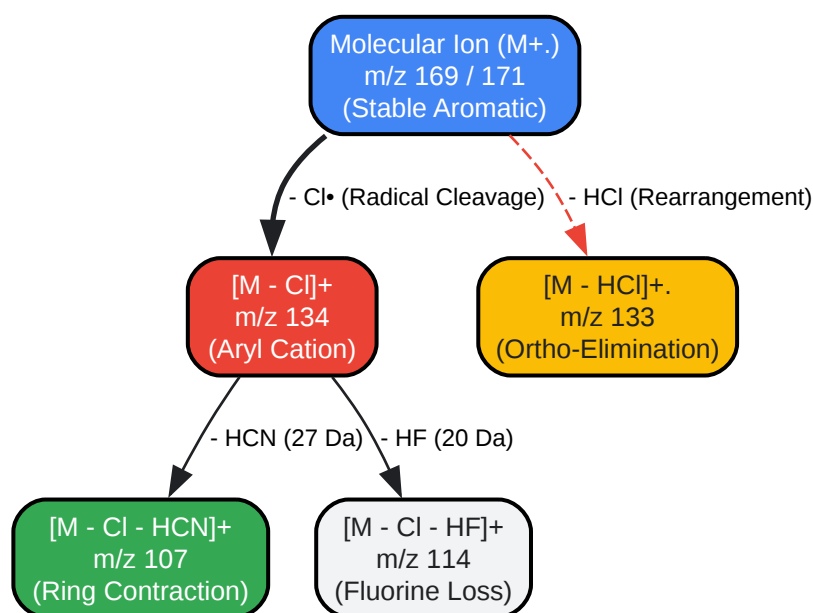 Molecular Ion (M+.)
m/z 169 / 171
(Stable Aromatic)
- Cl• (Radical Cleavage)
- HCl (Rearrangement)
[M - Cl]+
m/z 134
(Aryl Cation)
[M - HCl]+.
m/z 133
(Ortho-Elimination)
- HCN (27 Da)
- HF (20 Da)
[M - Cl - HCN]+
m/z 107
(Ring Contraction)
[M - Cl - HF]+
m/z 114
(Fluorine Loss)